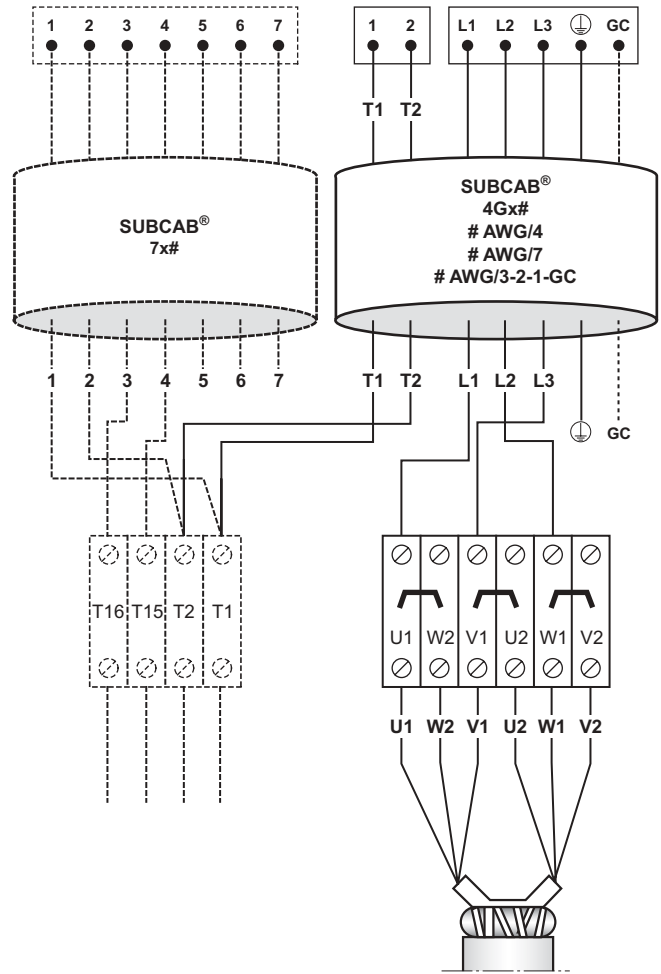 1 2 3 4 5 6 7
1 2
L1 L2 L3 ⏚ GC
T1 T2
SUBCAB®
7x#
SUBCAB®
4Gx#
# AWG/4
# AWG/7
# AWG/3-2-1-GC
1 2 3 4 5 6 7
T1 T2 L1 L2 L3
⏚ GC
T16 T15 T2 T1
U1 W2 V1 U2 W1 V2
U1 W2 V1 U2 W1 V2